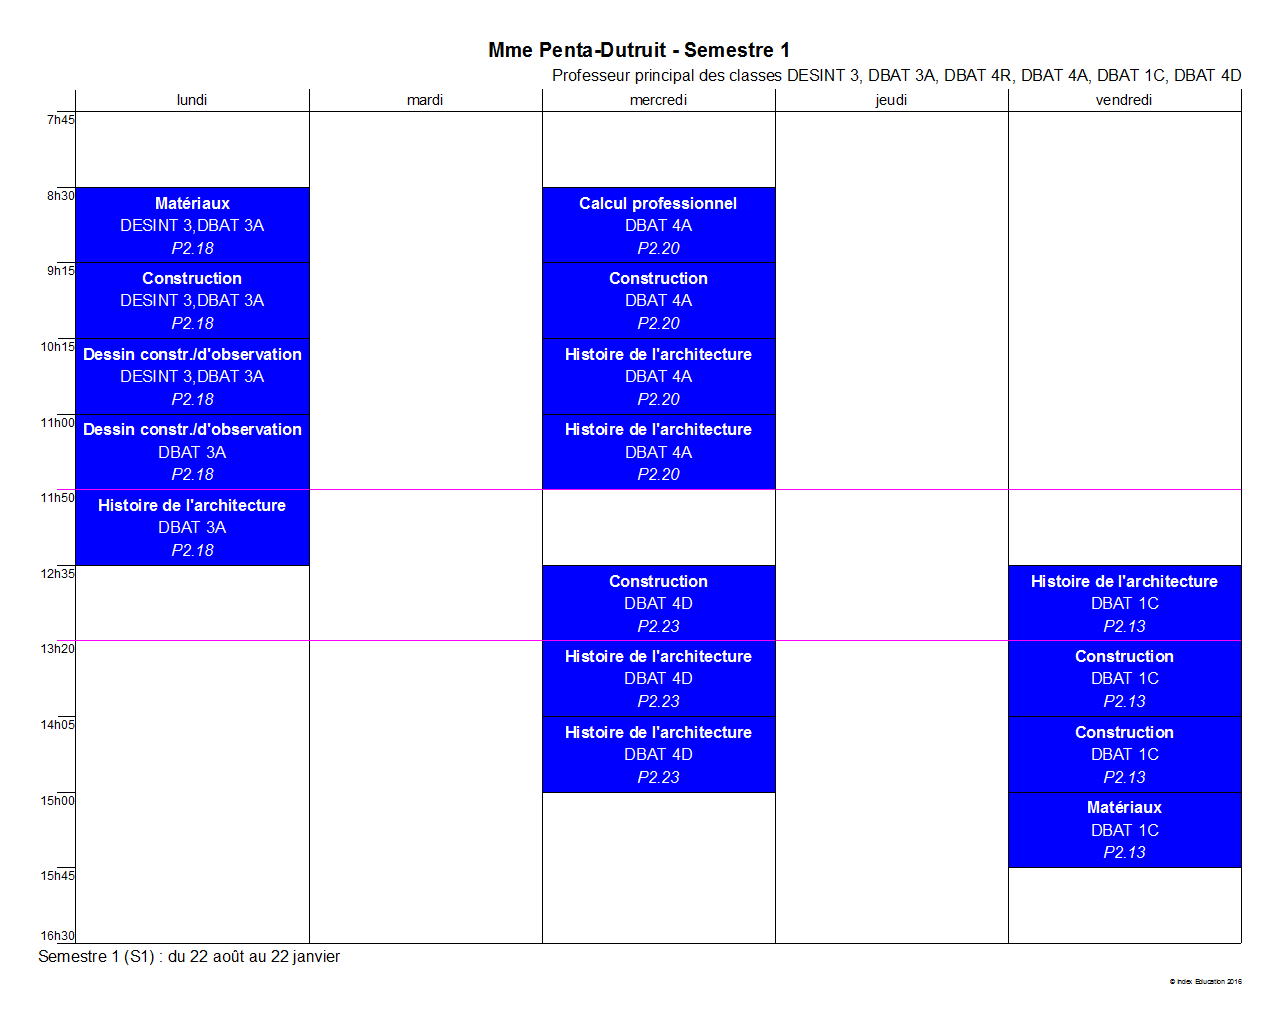 Mme Penta-Dutruit - Semestre 1
Professeur principal des classes DESINT 3, DBAT 3A, DBAT 4R, DBAT 4A, DBAT 1C, DBAT 4D
lundi mardi mercredi jeudi vendredi
7h45
8h30
Matériaux Calcul professionnel
DESINT 3,DBAT 3A DBAT 4A
P2.18 P2.20
9h15
Construction Construction
DESINT 3,DBAT 3A DBAT 4A
P2.18 P2.20
10h15
Dessin constr./d'observation Histoire de l'architecture
DESINT 3,DBAT 3A DBAT 4A
P2.18 P2.20
11h00
Dessin constr./d'observation Histoire de l'architecture
DBAT 3A DBAT 4A
P2.18 P2.20
11h50
Histoire de l'architecture
DBAT 3A
P2.18
12h35
Construction Histoire de l'architecture
DBAT 4D DBAT 1C
P2.23 P2.13
13h20
Histoire de l'architecture Construction
DBAT 4D DBAT 1C
P2.23 P2.13
14h05
Histoire de l'architecture Construction
DBAT 4D DBAT 1C
P2.23 P2.13
15h00
Matériaux
DBAT 1C
P2.13
15h45
16h30
Semestre 1 (S1) : du 22 août au 22 janvier
© Index Education 2016